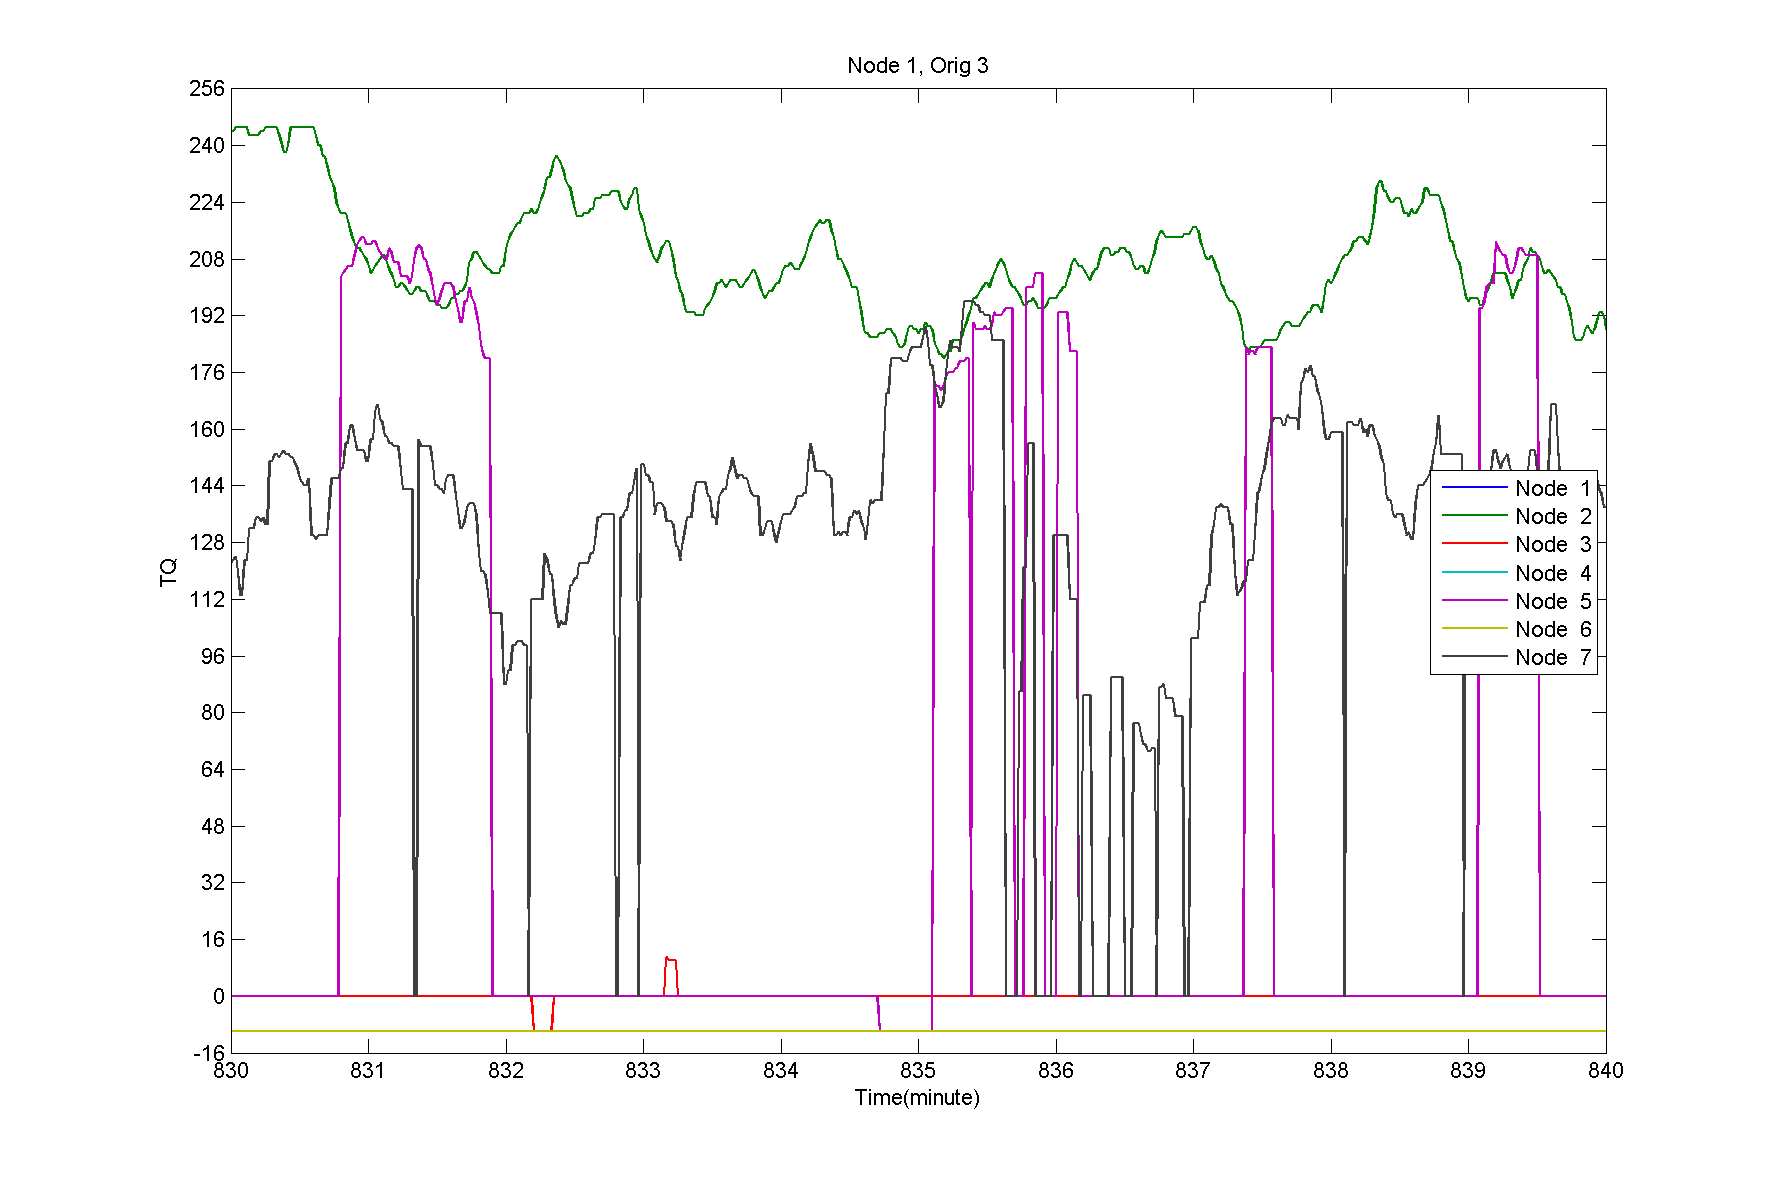 Node 1, Orig 3
256
240
224
208
192
176
160
144
128
112
96
80
64
48
32
16
0
-16
TQ
830 831 832 833 834 835 836 837 838 839 840
Time(minute)
Node 1
Node 2
Node 3
Node 4
Node 5
Node 6
Node 7